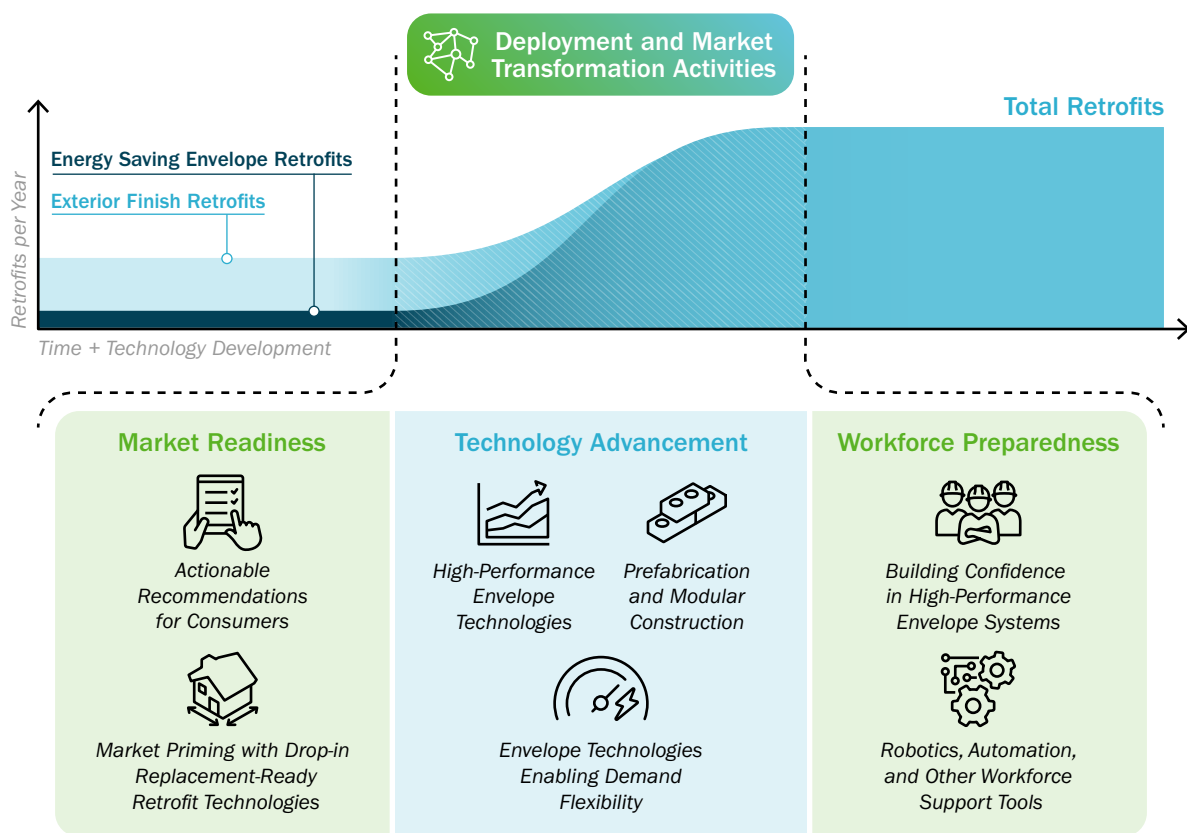 Deployment and Market
Transformation Activities
Total Retrofits
Energy Saving Envelope Retrofits
Exterior Finish Retrofits
Retrofits per Year
Time + Technology Development
Market Readiness
Actionable
Recommendations
for Consumers
Market Priming with Drop-in
Replacement-Ready
Retrofit Technologies
Technology Advancement
High-Performance
Envelope
Technologies
Prefabrication
and Modular
Construction
Envelope Technologies
Enabling Demand
Flexibility
Workforce Preparedness
Building Confidence
in High-Performance
Envelope Systems
Robotics, Automation,
and Other Workforce
Support Tools